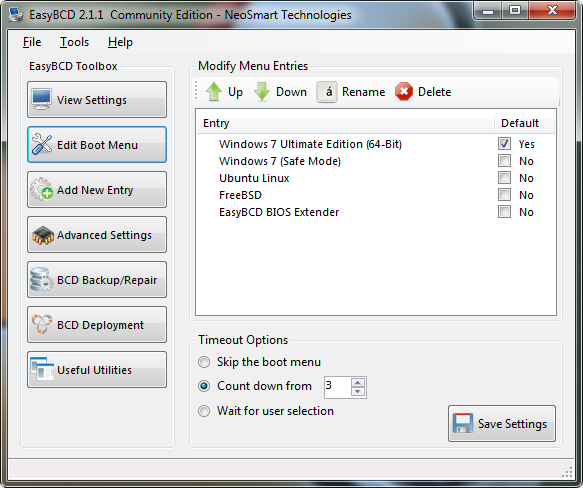 EasyBCD 2.1.1 Community Edition - NeoSmart Technologies
File Tools Help
EasyBCD Toolbox
View Settings
Edit Boot Menu
Add New Entry
Advanced Settings
BCD Backup/Repair
BCD Deployment
Useful Utilities
Modify Menu Entries
Up Down á Rename Delete
Entry Default
Windows 7 Ultimate Edition (64-Bit) Yes
Windows 7 (Safe Mode) No
Ubuntu Linux No
FreeBSD No
EasyBCD BIOS Extender No
Timeout Options
Skip the boot menu
Count down from 3
Wait for user selection
Save Settings